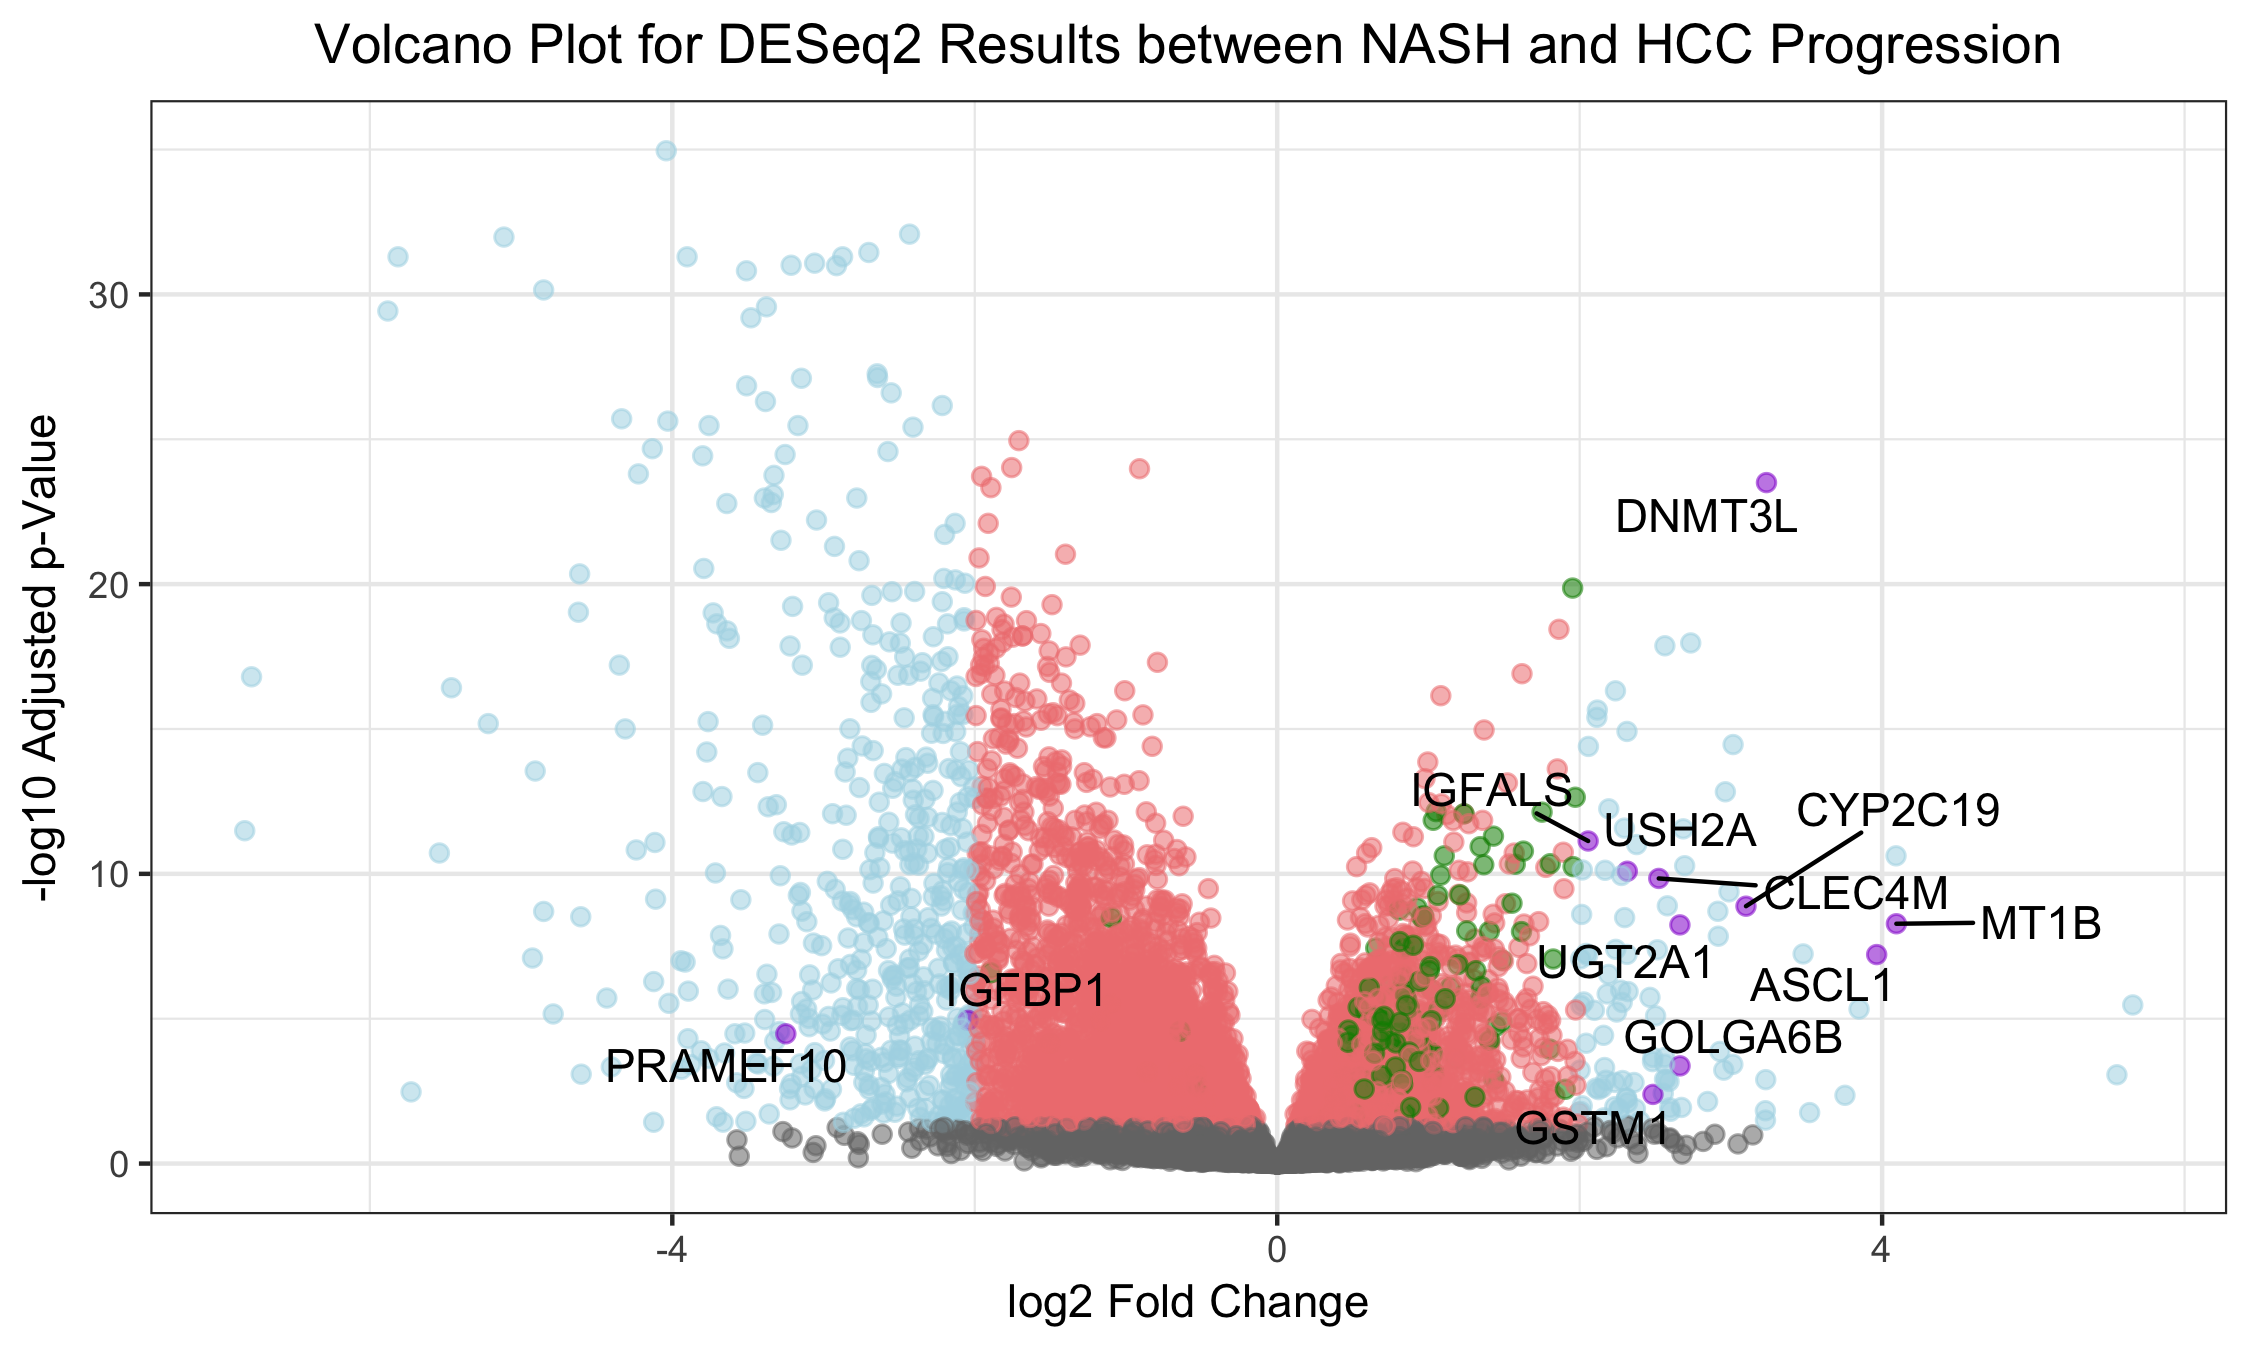 Volcano Plot for DESeq2 Results between NASH and HCC Progression
-log10 Adjusted p-Value
30
20
10
0
DNMT3L
IGFALS
USH2A
CYP2C19
CLEC4M
MT1B
UGT2A1
ASCL1
IGFBP1
GOLGA6B
PRAMEF10
GSTM1
-4
0
4
log2 Fold Change